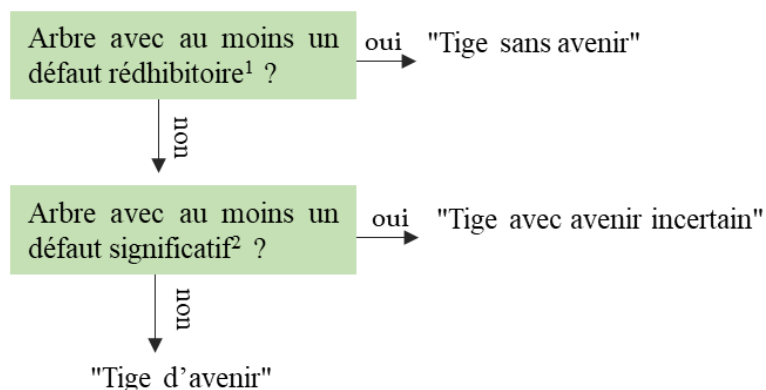 Arbre avec au moins un
défaut rédhibitoire¹ ?
oui
"Tige sans avenir"
non
Arbre avec au moins un
défaut significatif² ?
oui
"Tige avec avenir incertain"
non
"Tige d’avenir"